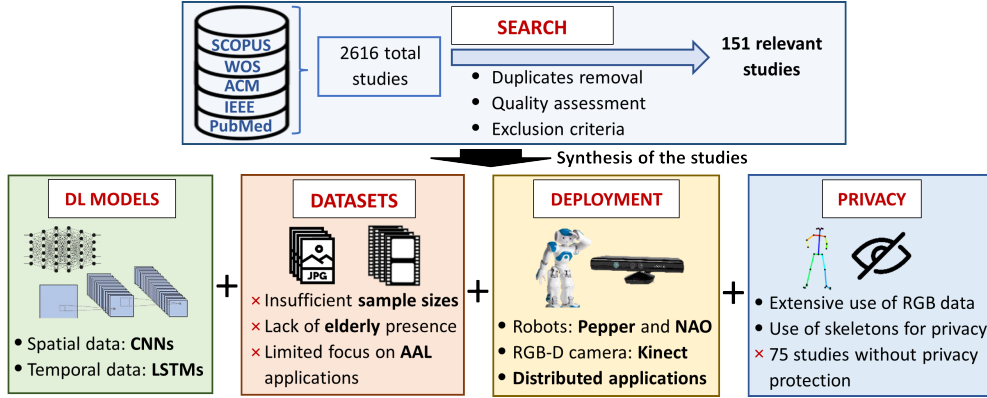 SCOPUS
WOS
ACM
IEEE
PubMed
2616 total
studies
SEARCH
• Duplicates removal
• Quality assessment
• Exclusion criteria
151 relevant
studies
Synthesis of the studies
DL MODELS
• Spatial data: CNNs
• Temporal data: LSTMs
+
DATASETS
JPG
× Insufficient sample sizes
× Lack of elderly presence
× Limited focus on AAL
applications
+
DEPLOYMENT
• Robots: Pepper and NAO
• RGB-D camera: Kinect
• Distributed applications
+
PRIVACY
• Extensive use of RGB data
• Use of skeletons for privacy
× 75 studies without privacy
protection